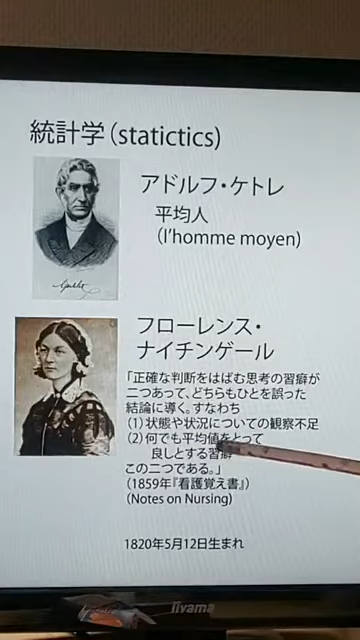 統計学(statictics)
アドルフ・ケトレ
平均人
(l'homme moyen)
フローレンス・
ナイチンゲール
「正確な判断をはばむ思考の習癖が
二つあって、どちらもひとを誤った
結論に導く。すなわち
(1)状態や状況についての観察不足
(2)何でも平均値をとって
良しとする習癖
この二つである。」
(1859年『看護覚え書』)
(Notes on Nursing)
1820年5月12日生まれ
iiyama